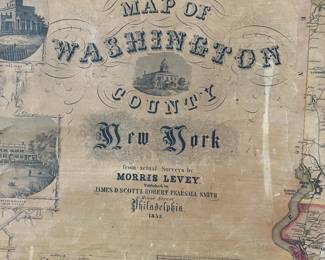 MAP OF
WASHINGTON
COUNTY
New York
from actual Surveys by
MORRIS LEVEY
Published by
JAMES D SCOTT & ROBERT PEARSALL SMITH
Philadelphia
1853